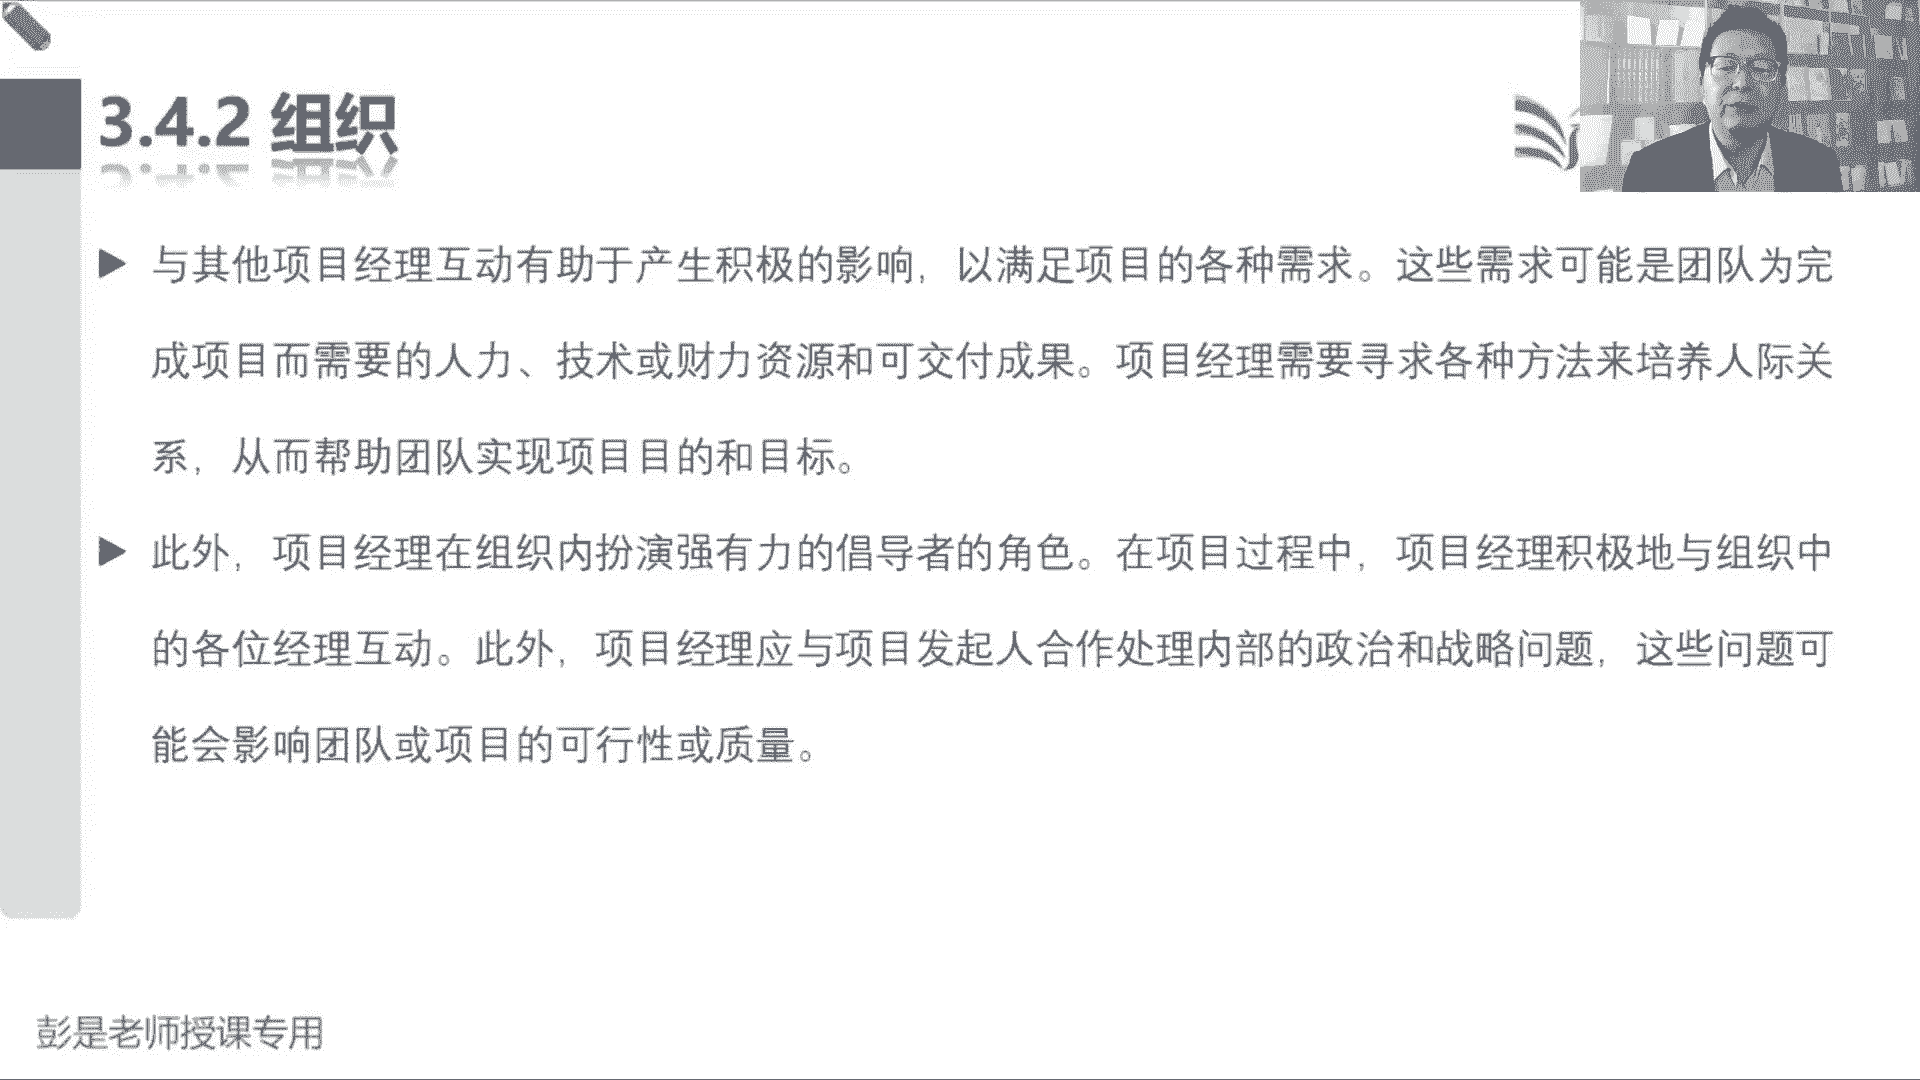 3.4.2 组织
与其他项目经理互动有助于产生积极的影响，以满足项目的各种需求。这些需求可能是团队为完
成项目而需要的人力、技术或财力资源和可交付成果。项目经理需要寻求各种方法来培养人际关
系，从而帮助团队实现项目目的和目标。
此外，项目经理在组织内扮演强有力的倡导者的角色。在项目过程中，项目经理积极地与组织中
的各位经理互动。此外，项目经理应与项目发起人合作处理内部的政治和战略问题，这些问题可
能会影响团队或项目的可行性或质量。
彭是老师授课专用